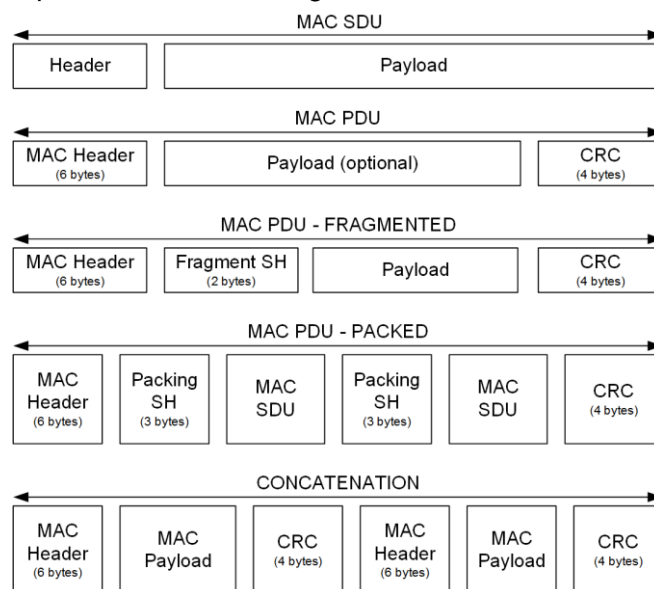 MAC SDU
Header Payload
MAC PDU
MAC Header Payload (optional) CRC
(6 bytes) (4 bytes)
MAC PDU - FRAGMENTED
MAC Header Fragment SH Payload CRC
(6 bytes) (2 bytes) (4 bytes)
MAC PDU - PACKED
MAC Packing MAC Packing MAC CRC
Header SH SDU SH SDU (4 bytes)
(6 bytes) (3 bytes) (3 bytes)
CONCATENATION
MAC MAC CRC MAC MAC CRC
Header Payload (4 bytes) Header Payload (4 bytes)
(6 bytes) (6 bytes)